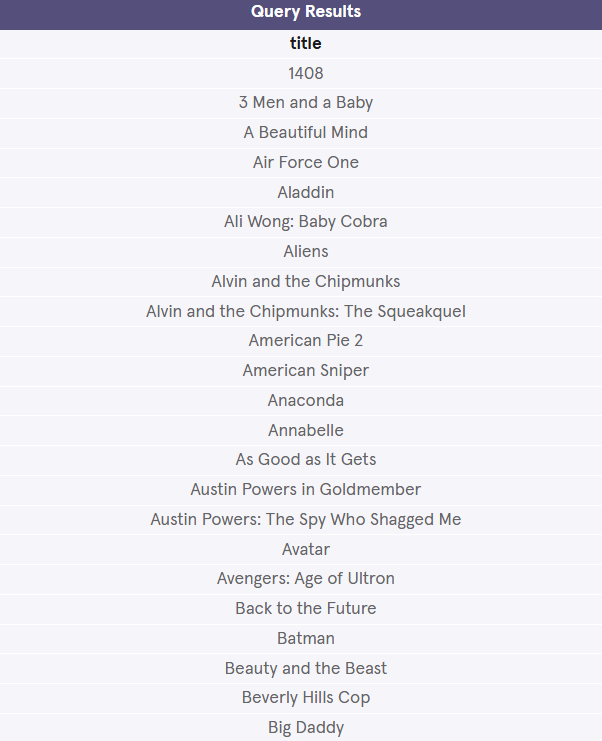 Query Results
title
1408
3 Men and a Baby
A Beautiful Mind
Air Force One
Aladdin
Ali Wong: Baby Cobra
Aliens
Alvin and the Chipmunks
Alvin and the Chipmunks: The Squeakquel
American Pie 2
American Sniper
Anaconda
Annabelle
As Good as It Gets
Austin Powers in Goldmember
Austin Powers: The Spy Who Shagged Me
Avatar
Avengers: Age of Ultron
Back to the Future
Batman
Beauty and the Beast
Beverly Hills Cop
Big Daddy